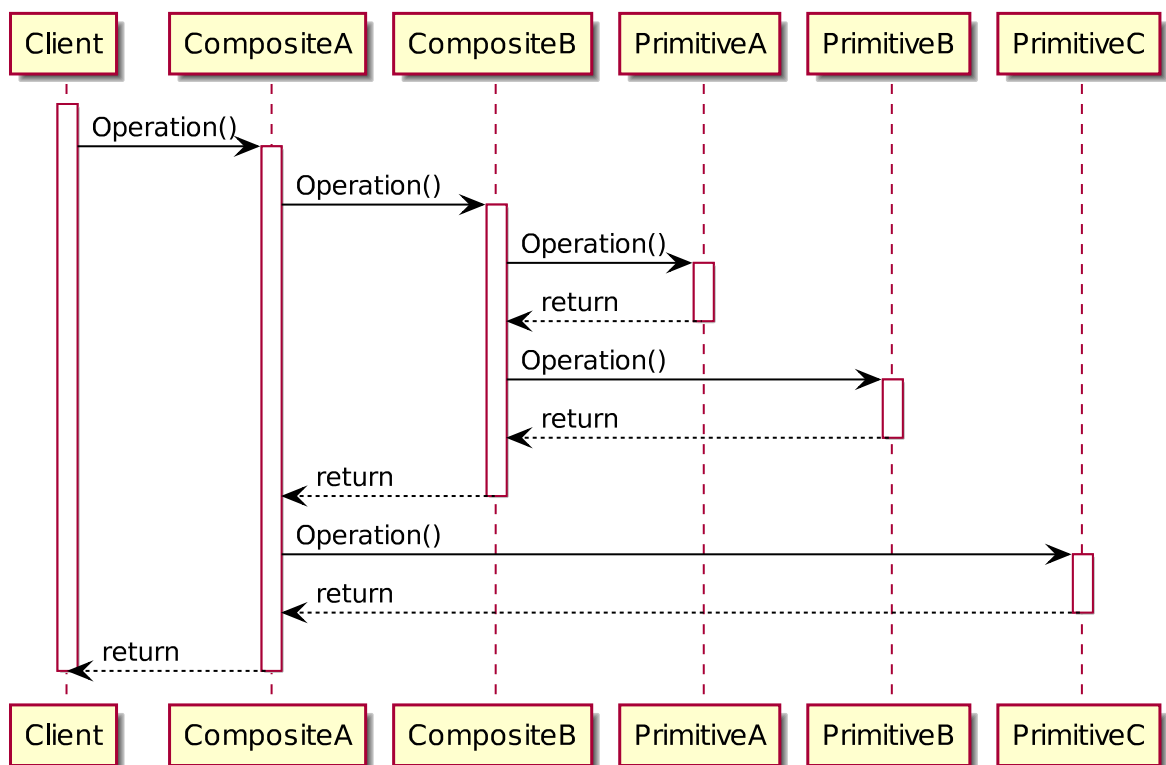 Client CompositeA CompositeB PrimitiveA PrimitiveB PrimitiveC
Operation()
Operation()
Operation()
return
Operation()
return
return
Operation()
return
return
Client CompositeA CompositeB PrimitiveA PrimitiveB PrimitiveC